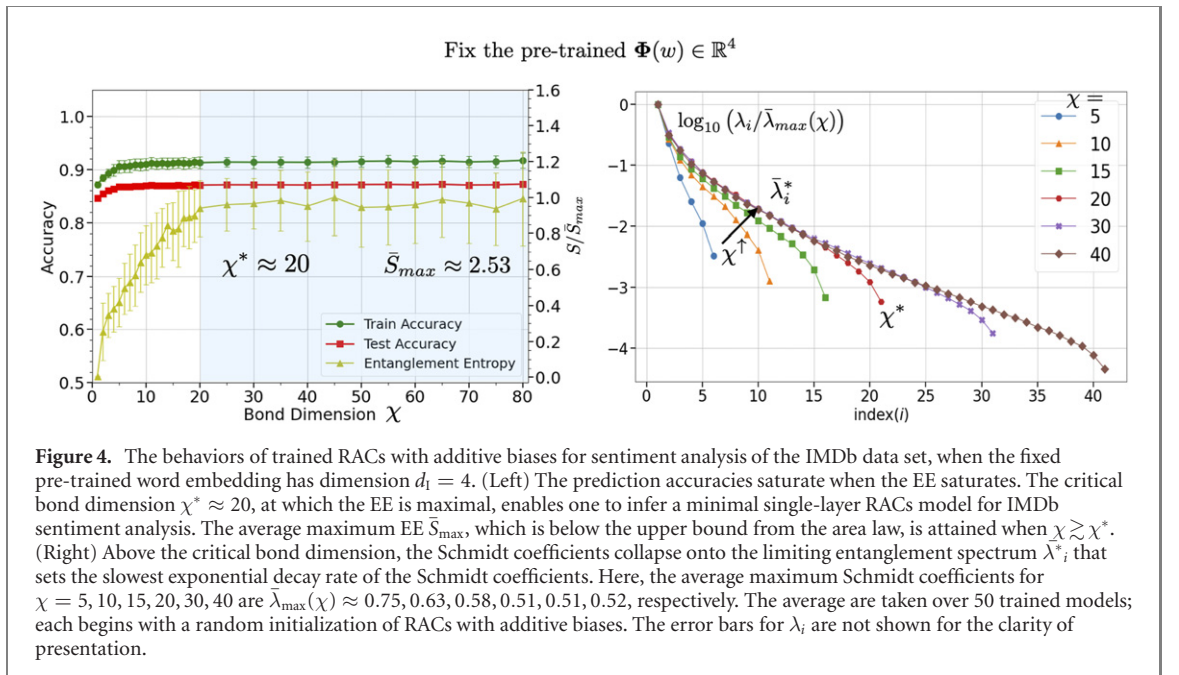 Fix the pre-trained Φ(w) ∈ ℝ⁴
1.0
0.9
0.8
0.7
0.6
0.5
Accuracy
0 10 20 30 40 50 60 70 80
Bond Dimension χ
1.6
1.4
1.2
1.0
0.8
0.6
0.4
0.2
0.0
S/S̄_max
χ* ≈ 20
S̄_max ≈ 2.53
Train Accuracy
Test Accuracy
Entanglement Entropy
0
−1
−2
−3
−4
0 5 10 15 20 25 30 35 40
index(i)
log₁₀ (λ_i/λ̄_max(χ))
λ̄*_i
χ↑
χ*
χ =
5
10
15
20
30
40
Figure 4. The behaviors of trained RACs with additive biases for sentiment analysis of the IMDb data set, when the fixed
pre-trained word embedding has dimension d_I = 4. (Left) The prediction accuracies saturate when the EE saturates. The critical
bond dimension χ* ≈ 20, at which the EE is maximal, enables one to infer a minimal single-layer RACs model for IMDb
sentiment analysis. The average maximum EE S̄_max, which is below the upper bound from the area law, is attained when χ ≳ χ*.
(Right) Above the critical bond dimension, the Schmidt coefficients collapse onto the limiting entanglement spectrum λ̄*_i that
sets the slowest exponential decay rate of the Schmidt coefficients. Here, the average maximum Schmidt coefficients for
χ = 5, 10, 15, 20, 30, 40 are λ̄_max(χ) ≈ 0.75, 0.63, 0.58, 0.51, 0.51, 0.52, respectively. The average are taken over 50 trained models;
each begins with a random initialization of RACs with additive biases. The error bars for λ_i are not shown for the clarity of
presentation.